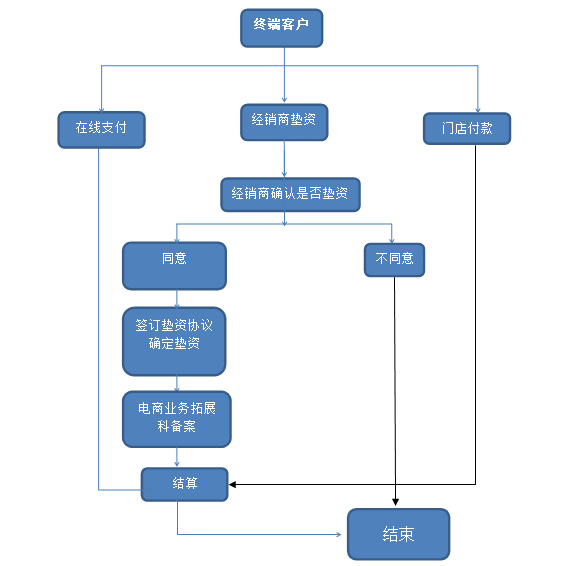 终端客户
在线支付
经销商垫资
门店付款
经销商确认是否垫资
同意
不同意
签订垫资协议
确定垫资
电商业务拓展
科备案
结算
结束